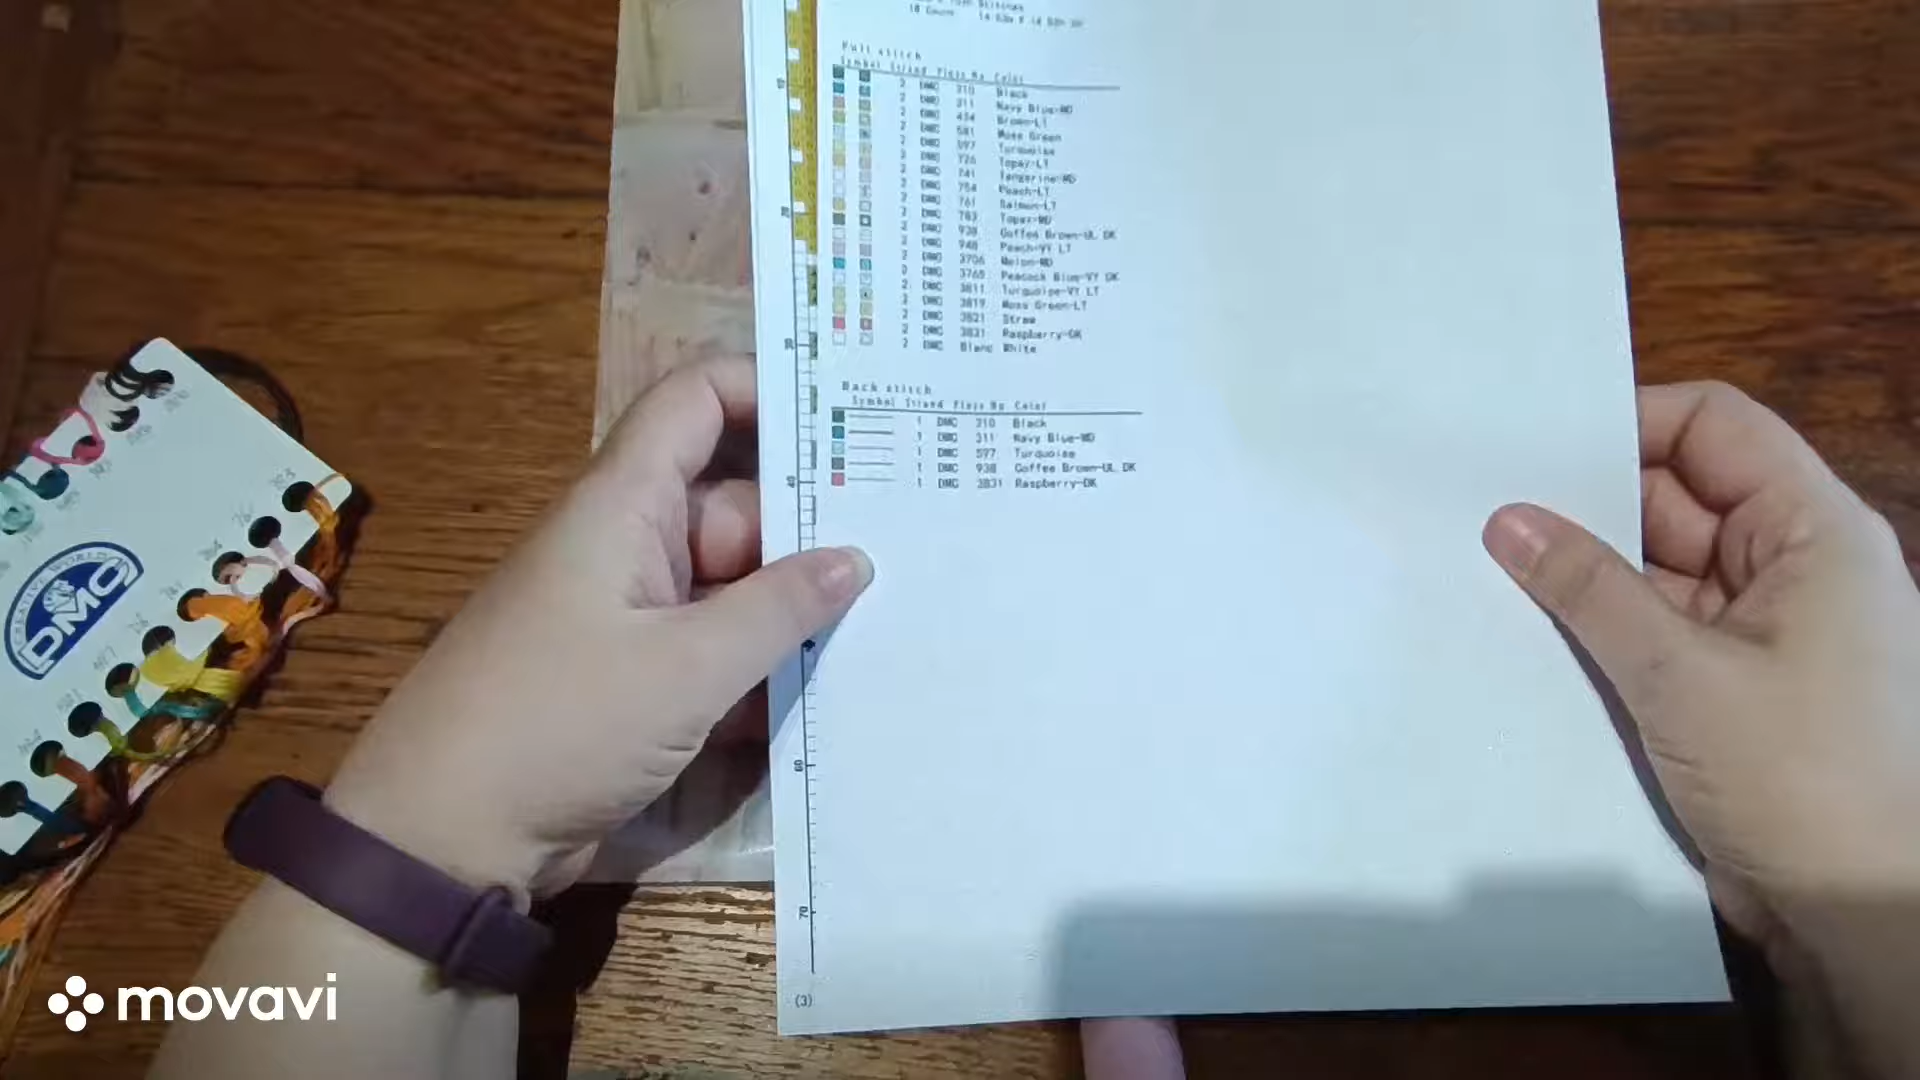 18 Count
Full stitch
Symbol Strand Floss No Color
2 DMC 310 Black
2 DMC 311 Navy Blue-MD
2 DMC 434 Brown-LT
2 DMC 581 Moss Green
2 DMC 597 Turquoise
2 DMC 726 Topaz-LT
2 DMC 741 Tangerine-MD
2 DMC 754 Peach-LT
2 DMC 761 Salmon-LT
2 DMC 783 Topaz-MD
2 DMC 938 Coffee Brown-UL DK
2 DMC 948 Peach-VY LT
2 DMC 3706 Melon-MD
2 DMC 3765 Peacock Blue-VY DK
2 DMC 3811 Turquoise-VY LT
2 DMC 3819 Moss Green-LT
2 DMC 3821 Straw
2 DMC 3831 Raspberry-DK
2 DMC Blanc White
Back stitch
Symbol Strand Floss No Color
1 DMC 310 Black
1 DMC 311 Navy Blue-MD
1 DMC 597 Turquoise
1 DMC 938 Coffee Brown-UL DK
1 DMC 3831 Raspberry-DK
20
30
40
60
70
(3)
CREATIVE WORLD
DMC
movavi